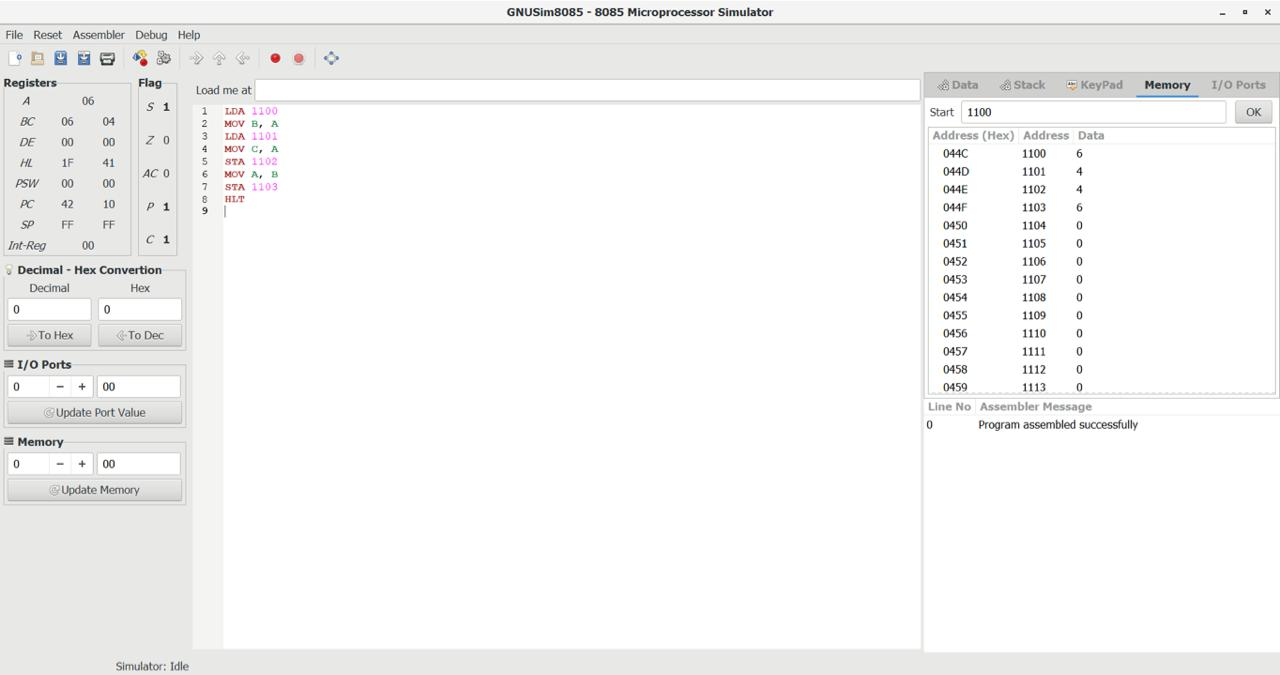 GNUSim8085 - 8085 Microprocessor Simulator
File Reset Assembler Debug Help
Registers
A 06
BC 06 04
DE 00 00
HL 1F 41
PSW 00 00
PC 42 10
SP FF FF
Int-Reg 00
Flag
S 1
Z 0
AC 0
P 1
C 1
Decimal - Hex Convertion
Decimal Hex
0 0
To Hex To Dec
I/O Ports
0 − + 00
Update Port Value
Memory
0 − + 00
Update Memory
Load me at
1 LDA 1100
2 MOV B, A
3 LDA 1101
4 MOV C, A
5 STA 1102
6 MOV A, B
7 STA 1103
8 HLT
9
Data Stack KeyPad Memory I/O Ports
Start 1100 OK
Address (Hex) Address Data
044C 1100 6
044D 1101 4
044E 1102 4
044F 1103 6
0450 1104 0
0451 1105 0
0452 1106 0
0453 1107 0
0454 1108 0
0455 1109 0
0456 1110 0
0457 1111 0
0458 1112 0
0459 1113 0
Line No Assembler Message
0 Program assembled successfully
Simulator: Idle